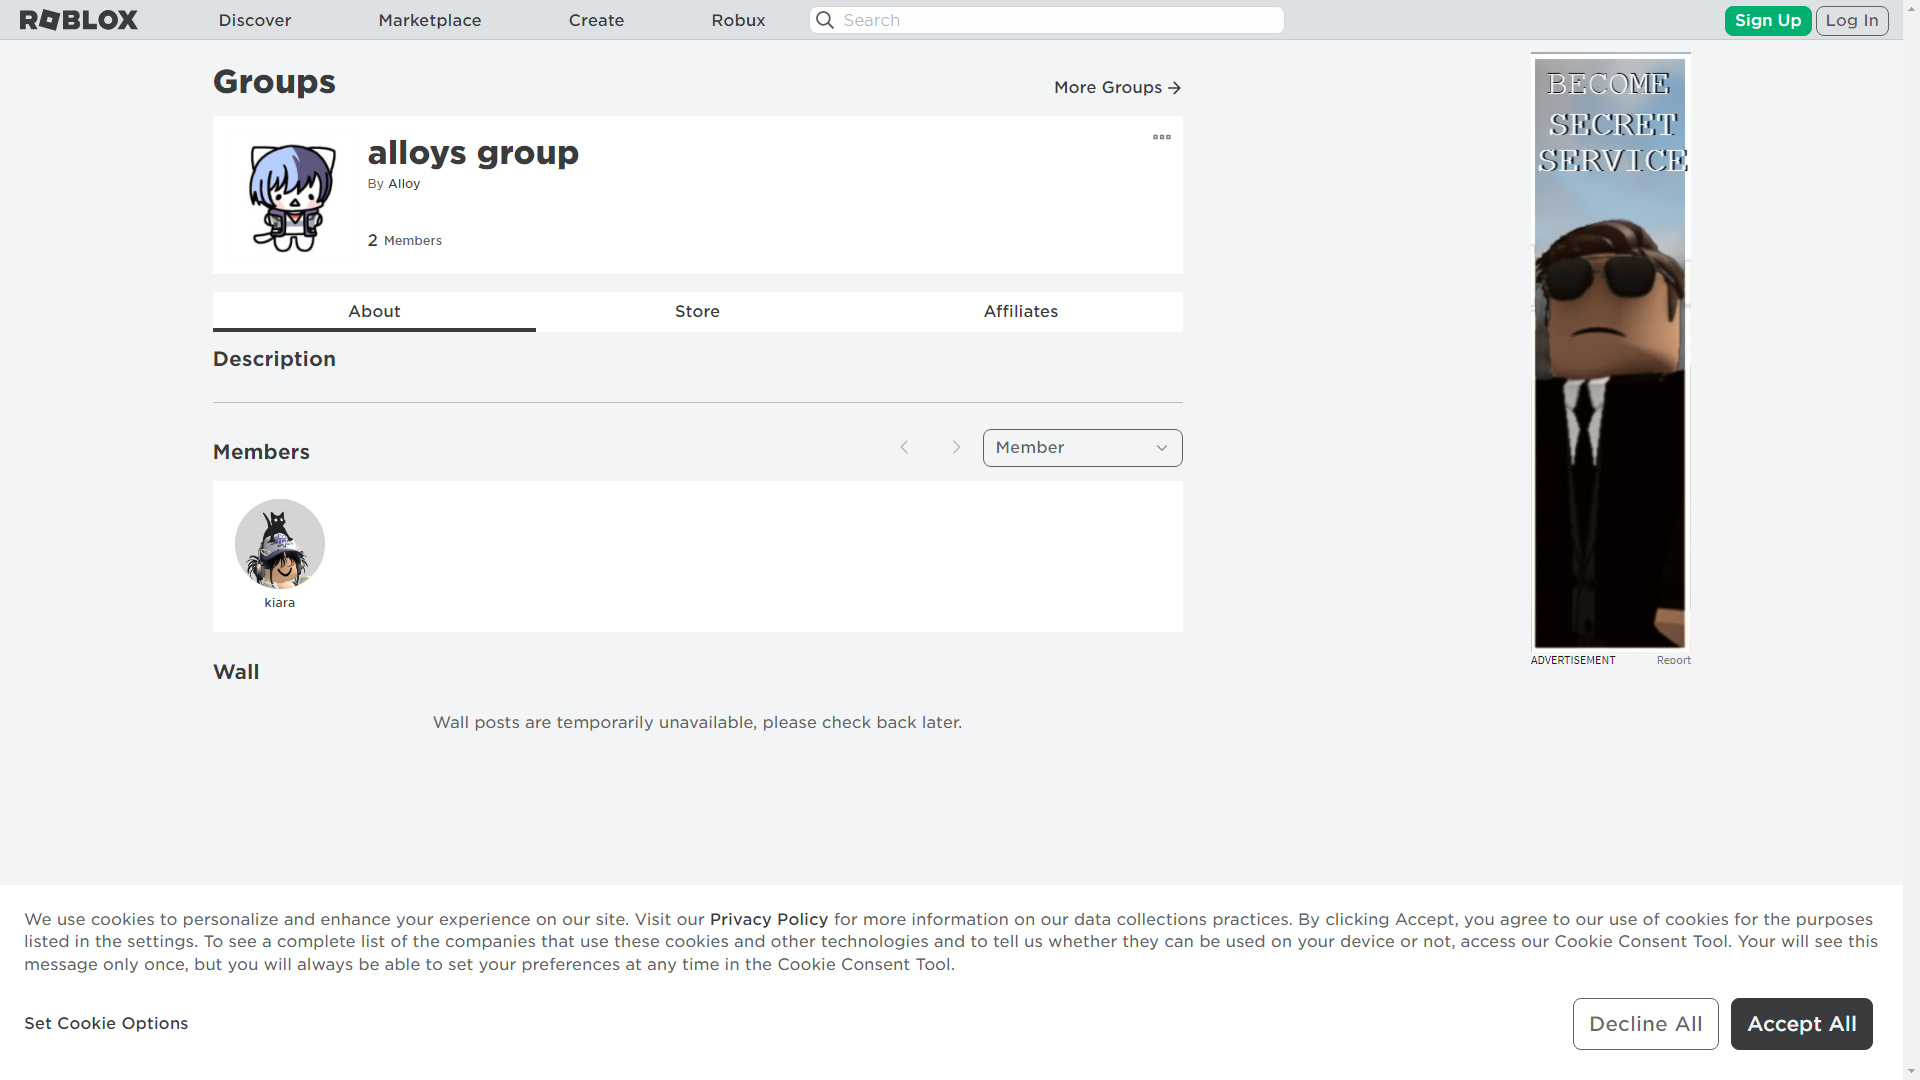 ROBLOX
Discover
Marketplace
Create
Robux
Search
Sign Up
Log In
Groups
More Groups
alloys group
By Alloy
2 Members
About
Store
Affiliates
Description
Members
Member
kiara
Wall
Wall posts are temporarily unavailable, please check back later.
BECOME
SECRET
SERVICE
ADVERTISEMENT
Report
We use cookies to personalize and enhance your experience on our site. Visit our Privacy Policy for more information on our data collections practices. By clicking Accept, you agree to our use of cookies for the purposes
listed in the settings. To see a complete list of the companies that use these cookies and other technologies and to tell us whether they can be used on your device or not, access our Cookie Consent Tool. Your will see this
message only once, but you will always be able to set your preferences at any time in the Cookie Consent Tool.
Set Cookie Options
Decline All
Accept All